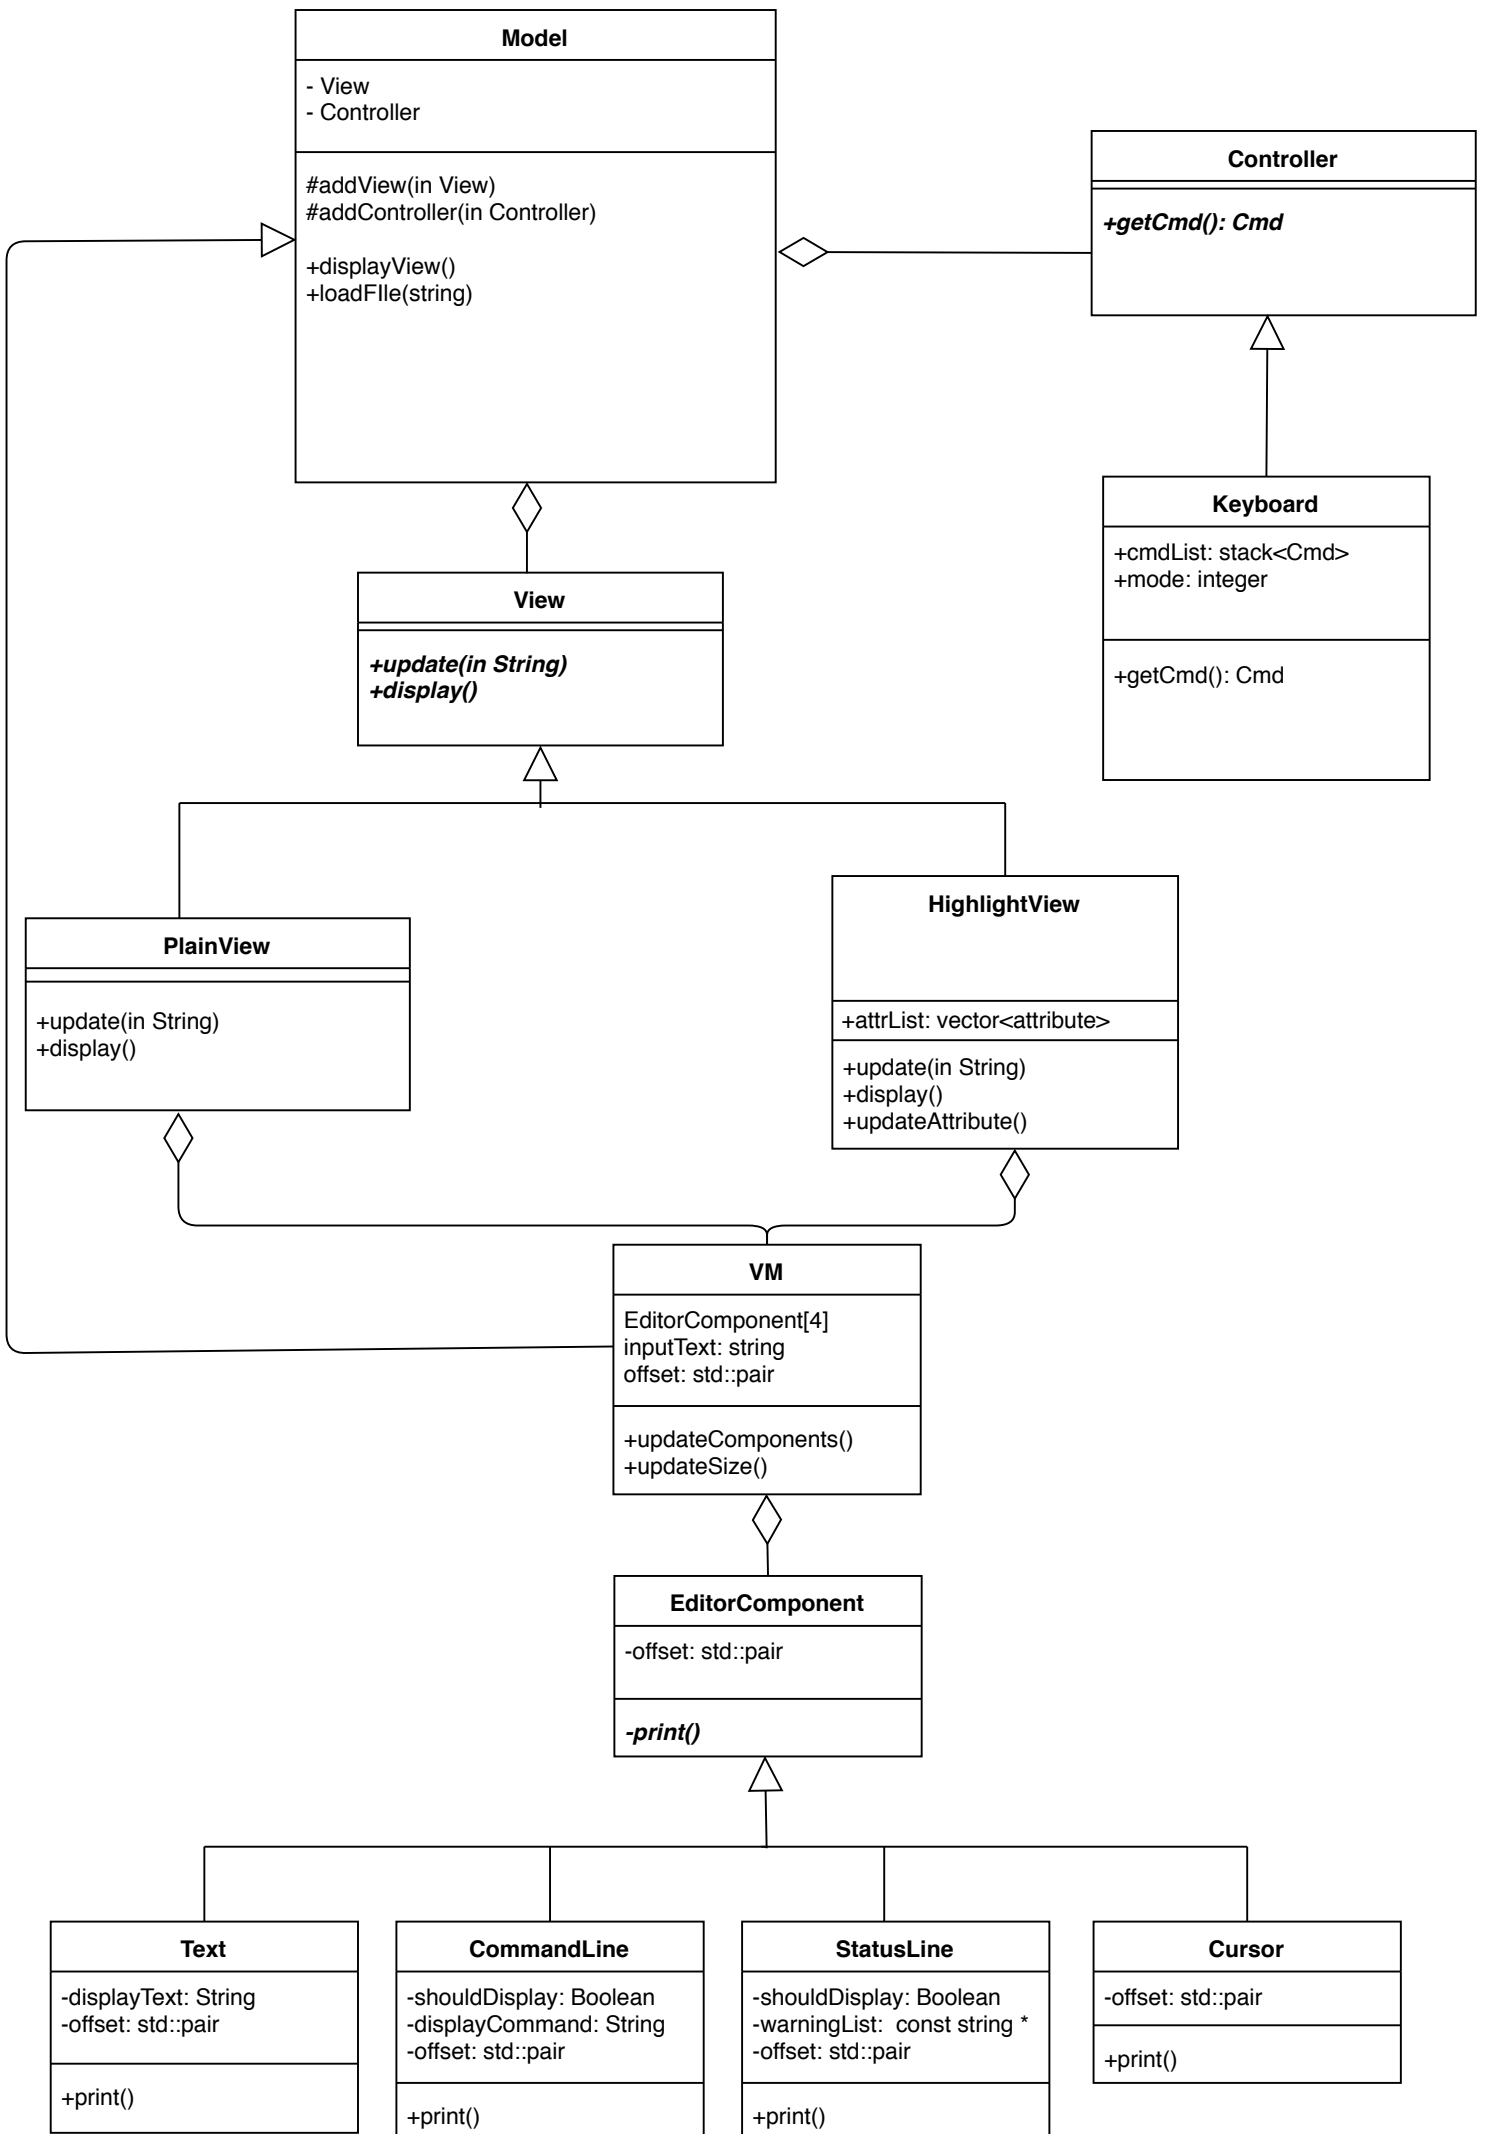 Model
- View
- Controller
#addView(in View)
#addController(in Controller)
+displayView()
+loadFIle(string)
Controller
+getCmd(): Cmd
Keyboard
+cmdList: stack<Cmd>
+mode: integer
+getCmd(): Cmd
View
+update(in String)
+display()
PlainView
+update(in String)
+display()
HighlightView
+attrList: vector<attribute>
+update(in String)
+display()
+updateAttribute()
VM
EditorComponent[4]
inputText: string
offset: std::pair
+updateComponents()
+updateSize()
EditorComponent
-offset: std::pair
-print()
Text
-displayText: String
-offset: std::pair
+print()
CommandLine
-shouldDisplay: Boolean
-displayCommand: String
-offset: std::pair
+print()
StatusLine
-shouldDisplay: Boolean
-warningList:  const string *
-offset: std::pair
+print()
Cursor
-offset: std::pair
+print()